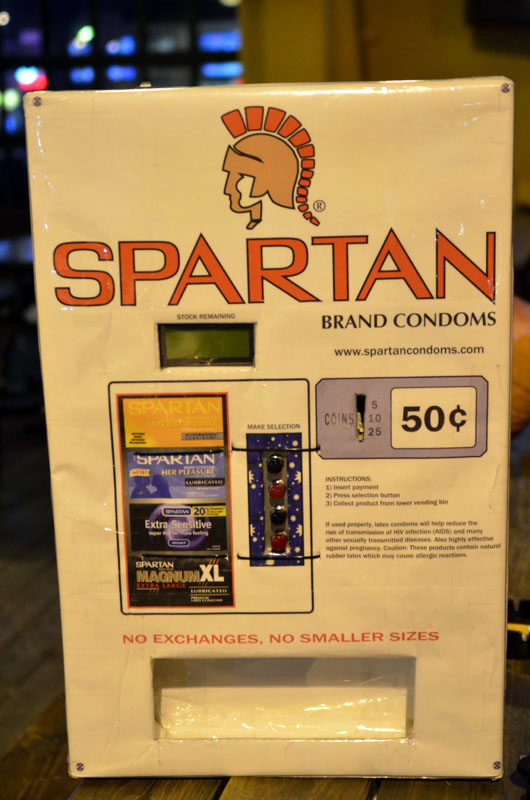 ®
SPARTAN
BRAND CONDOMS
STOCK REMAINING
www.spartancondoms.com
COINS
5
10
25
50¢
SPARTAN
LUBRICANT
SPARTAN
HER PLEASURE
LUBRICATED
SPARTAN
20
Extra Sensitive
SPARTAN
MAGNUM XL
EXTRA LARGE
LUBRICATED
MAKE SELECTION
INSTRUCTIONS:
1) Insert payment
2) Press selection button
3) Collect product from lower vending bin
If used properly, latex condoms will help reduce the
risk of transmission of HIV infection (AIDS) and many
other sexually transmitted diseases. Also highly effective
against pregnancy. Caution: These products contain natural
rubber latex which may cause allergic reactions.
NO EXCHANGES, NO SMALLER SIZES